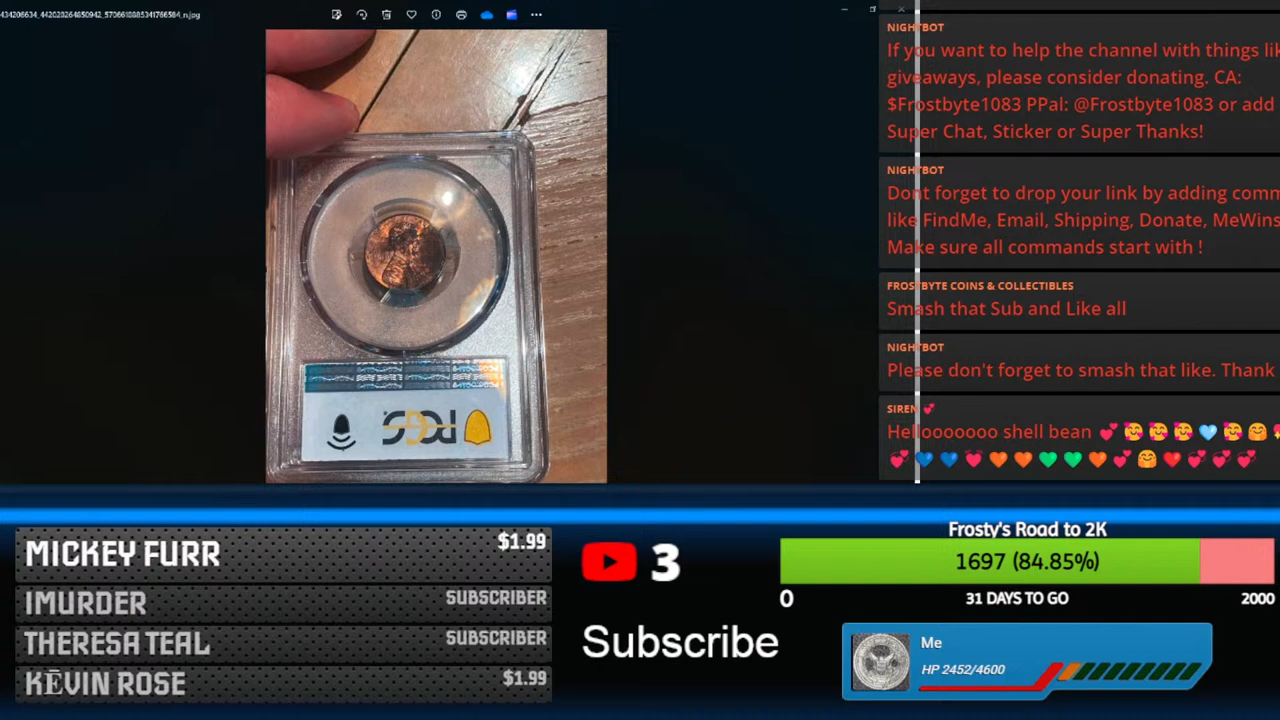 434206634_442028264850942_5706618885341766584_n.jpg
NIGHTBOT
If you want to help the channel with things lik
giveaways, please consider donating. CA:
$Frostbyte1083 PPal: @Frostbyte1083 or add
Super Chat, Sticker or Super Thanks!
NIGHTBOT
Dont forget to drop your link by adding comm
like FindMe, Email, Shipping, Donate, MeWins
Make sure all commands start with !
FROSTBYTE COINS & COLLECTIBLES
Smash that Sub and Like all
NIGHTBOT
Please don't forget to smash that like. Thank
SIREN 💕
Hellooooooo shell bean 💕 🥰 🥰 🥰 🩵 🥰 🤗
💞 💙 💙 💓 🧡 🧡 💚 💚 🧡 💕 🤗 ❤️ 💞 💕 💞
PCGS
MICKEY FURR
$1.99
IMURDER
SUBSCRIBER
THERESA TEAL
SUBSCRIBER
KEVIN ROSE
$1.99
3
Subscribe
Frosty's Road to 2K
1697 (84.85%)
0
31 DAYS TO GO
2000
Me
HP 2452/4600